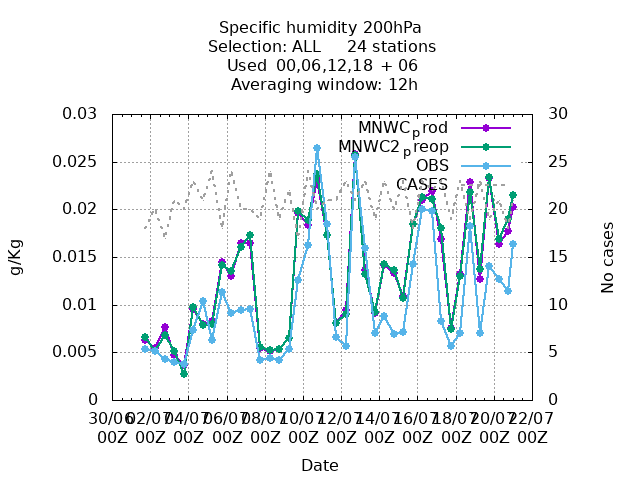 Specific humidity 200hPa
Selection: ALL 24 stations
Used 00,06,12,18 + 06
Averaging window: 12h
0.03 30
MNWCprod
MNWC2preop
0.025 25
OBS
CASES
0.02 20
0.015 15
g/Kg No cases
0.01 10
0.005 5
0 0
30/06 02/07 04/07 06/07 08/07 10/07 12/07 14/07 16/07 18/07 20/07 22/07
00Z 00Z 00Z 00Z 00Z 00Z 00Z 00Z 00Z 00Z 00Z 00Z
Date